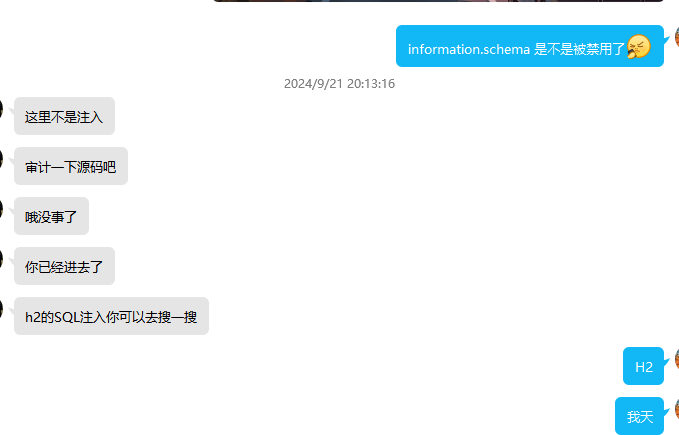 information.schema 是不是被禁用了
2024/9/21 20:13:16
这里不是注入
审计一下源码吧
哦没事了
你已经进去了
h2的SQL注入你可以去搜一搜
H2
我天